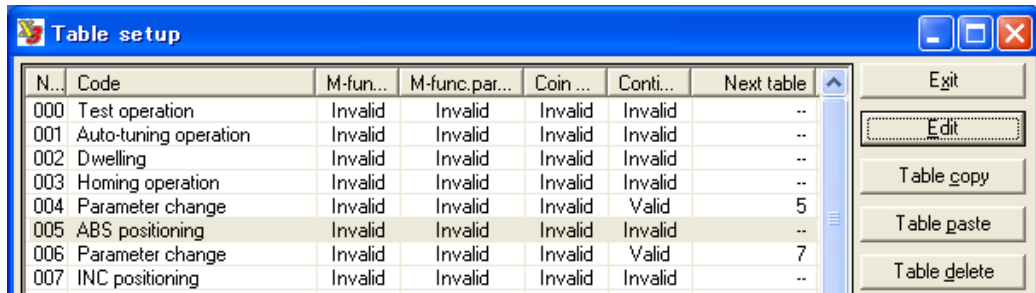 Table setup
N... Code M-fun... M-func.par... Coin ... Conti... Next table
000 Test operation Invalid Invalid Invalid Invalid --
001 Auto-tuning operation Invalid Invalid Invalid Invalid --
002 Dwelling Invalid Invalid Invalid Invalid --
003 Homing operation Invalid Invalid Invalid Invalid --
004 Parameter change Invalid Invalid Invalid Valid 5
005 ABS positioning Invalid Invalid Invalid Invalid --
006 Parameter change Invalid Invalid Invalid Valid 7
007 INC positioning Invalid Invalid Invalid Invalid --
Exit
Edit
Table copy
Table paste
Table delete